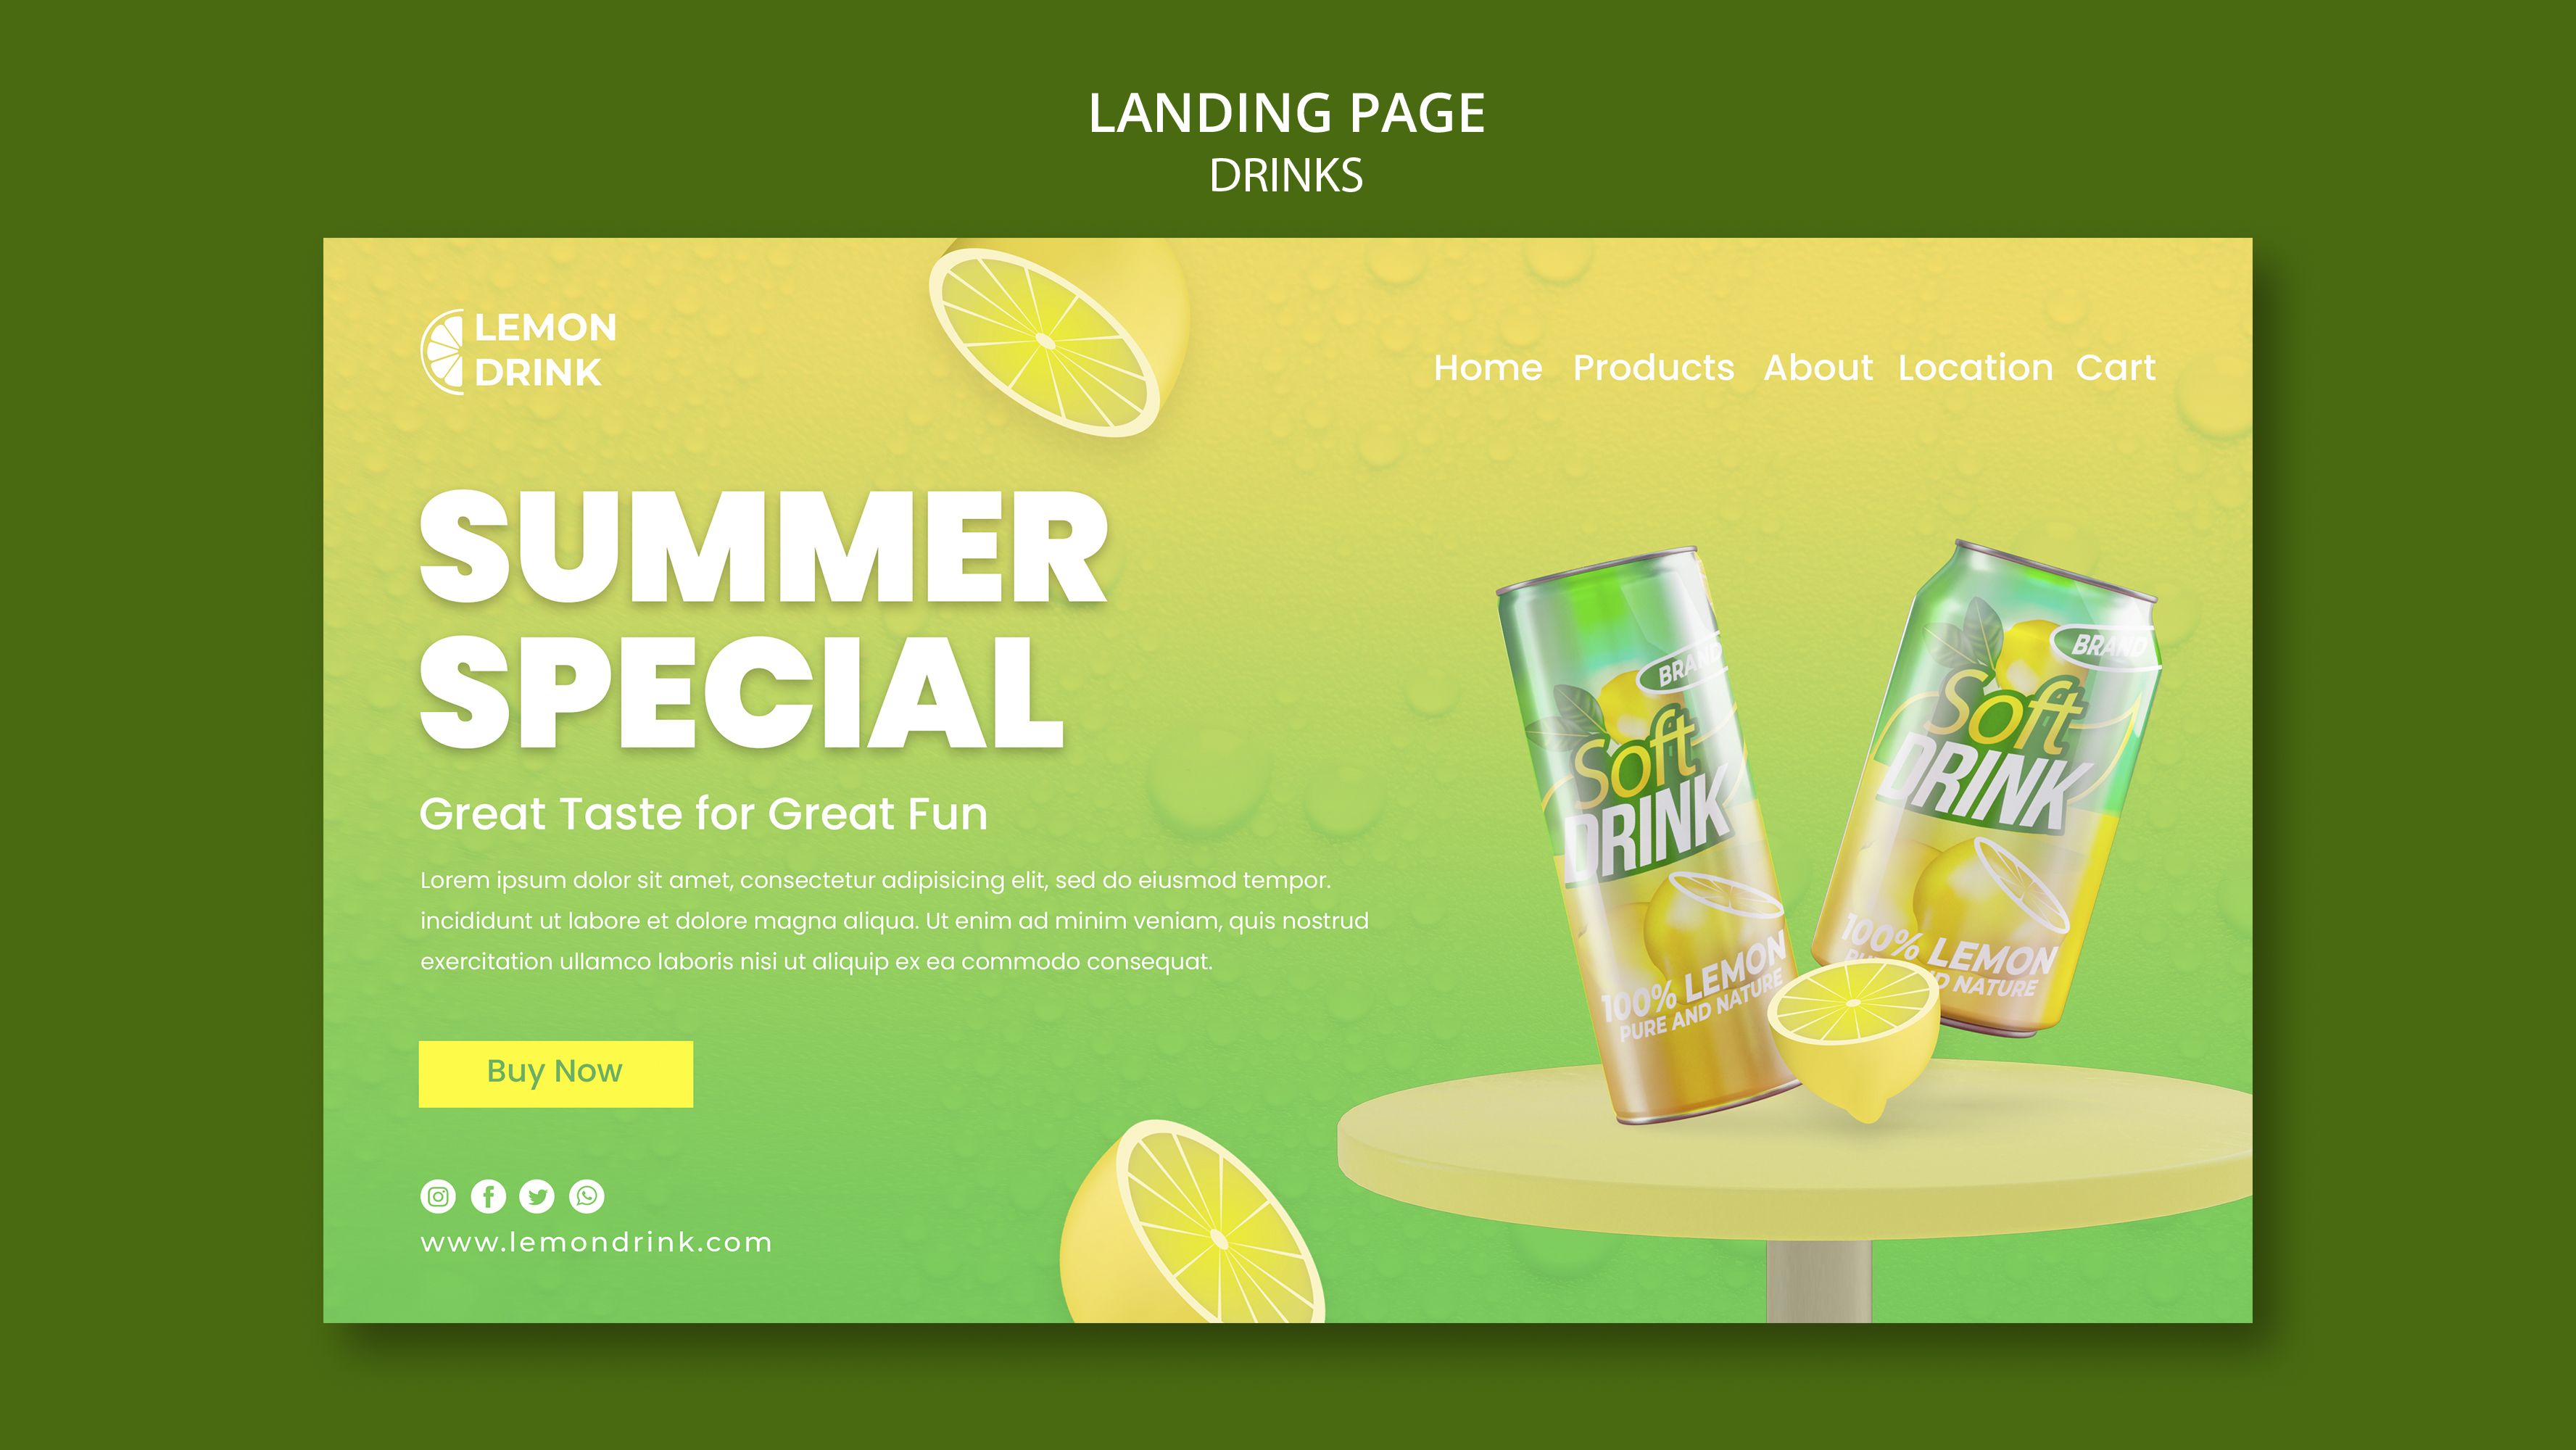 LANDING PAGE
DRINKS
LEMON
DRINK
Home Products About Location Cart
SUMMER
SPECIAL
Great Taste for Great Fun
Lorem ipsum dolor sit amet, consectetur adipisicing elit, sed do eiusmod tempor.
incididunt ut labore et dolore magna aliqua. Ut enim ad minim veniam, quis nostrud
exercitation ullamco laboris nisi ut aliquip ex ea commodo consequat.
Buy Now
www.lemondrink.com
BRAND
Soft
DRINK
100% LEMON
PURE AND NATURE
BRAND
Soft
DRINK
100% LEMON
NATURE